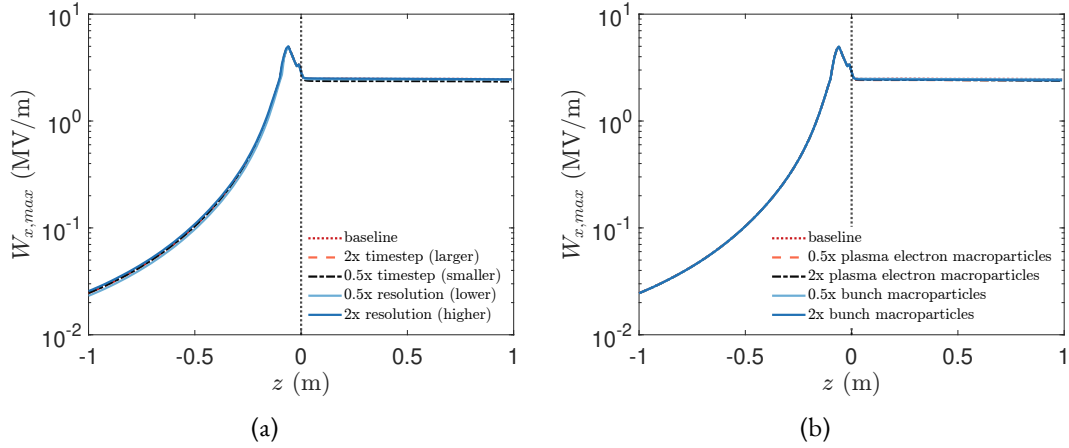 10^1
10^0
10^{-1}
10^{-2}
W_{x,max} (MV/m)
baseline
2x timestep (larger)
0.5x timestep (smaller)
0.5x resolution (lower)
2x resolution (higher)
-1 -0.5 0 0.5 1
z (m)
(a)
10^1
10^0
10^{-1}
10^{-2}
W_{x,max} (MV/m)
baseline
0.5x plasma electron macroparticles
2x plasma electron macroparticles
0.5x bunch macroparticles
2x bunch macroparticles
-1 -0.5 0 0.5 1
z (m)
(b)